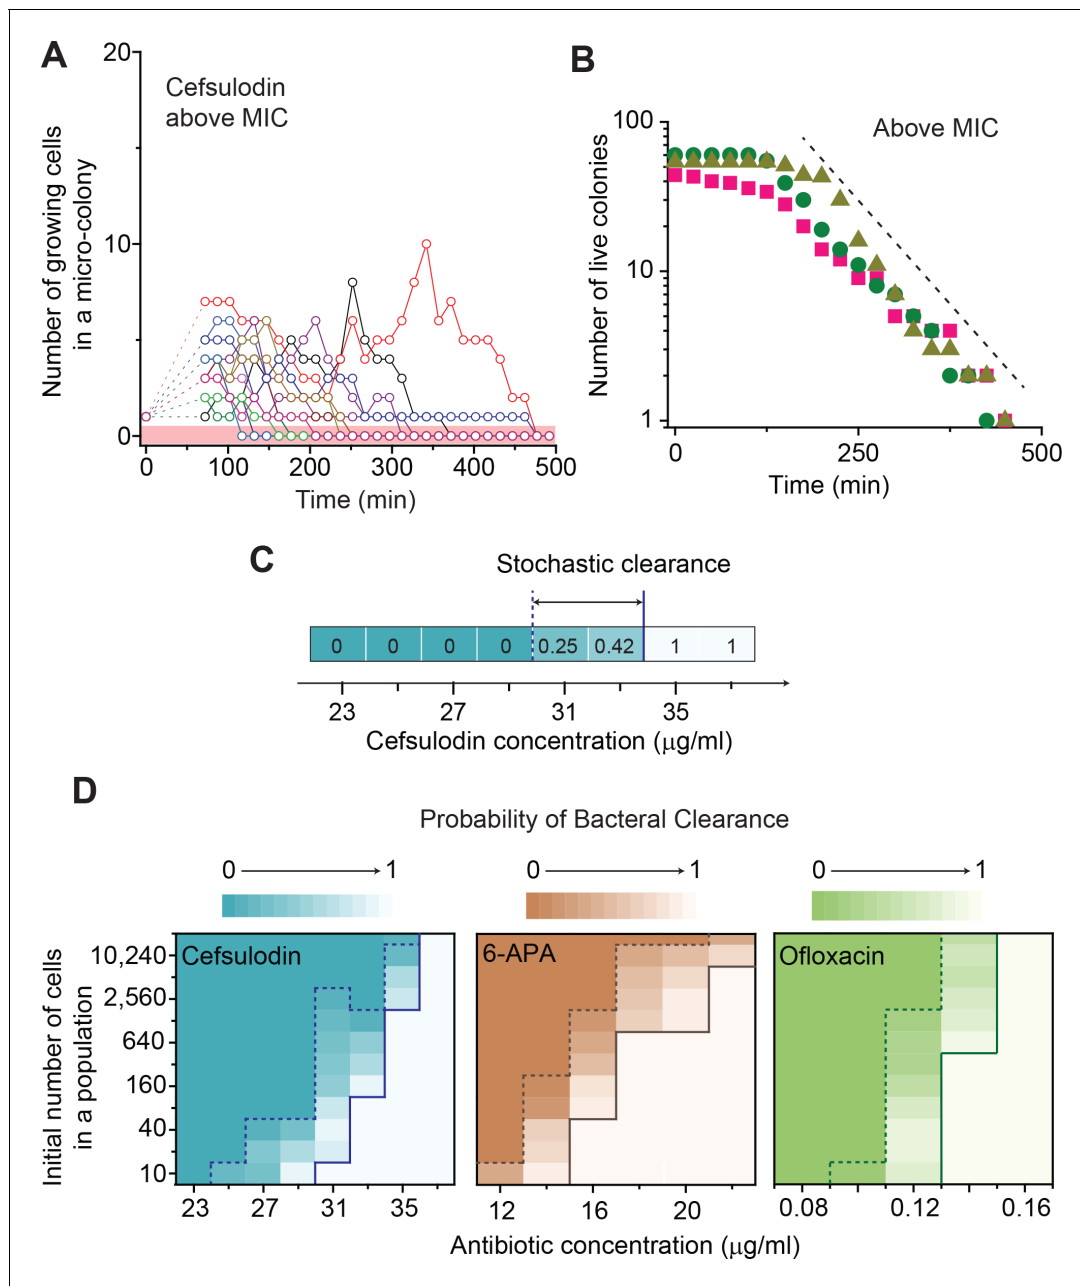 A
20
10
0
Cefsulodin
above MIC
Number of growing cells
in a micro-colony
0 100 200 300 400 500
Time (min)
B
100
10
1
Above MIC
Number of live colonies
0 250 500
Time (min)
C
Stochastic clearance
0 0 0 0 0.25 0.42 1 1
23 27 31 35
Cefsulodin concentration (μg/ml)
D
Probability of Bacteral Clearance
0 1 0 1 0 1
Initial number of cells
in a population
10,240
2,560
640
160
40
10
Cefsulodin
6-APA
Ofloxacin
23 27 31 35
12 16 20
0.08 0.12 0.16
Antibiotic concentration (μg/ml)